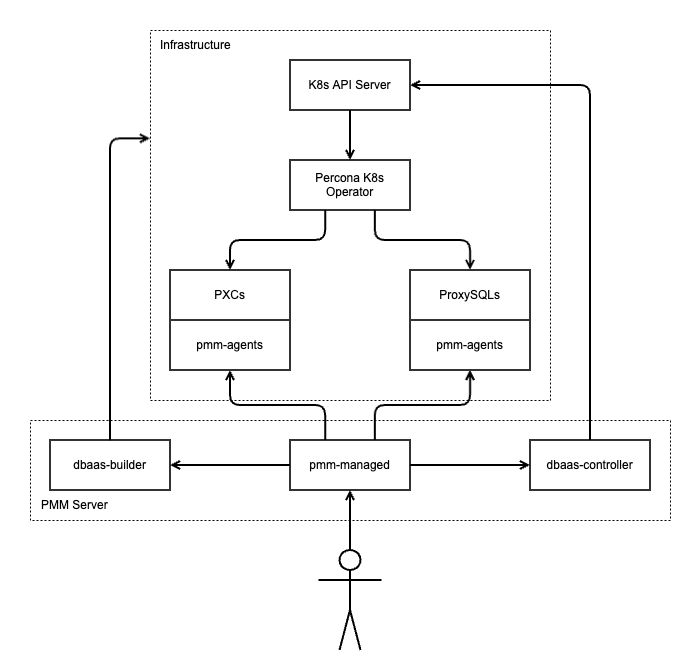 Infrastructure
K8s API Server
Percona K8s
Operator
PXCs
ProxySQLs
pmm-agents
pmm-agents
dbaas-builder
pmm-managed
dbaas-controller
PMM Server